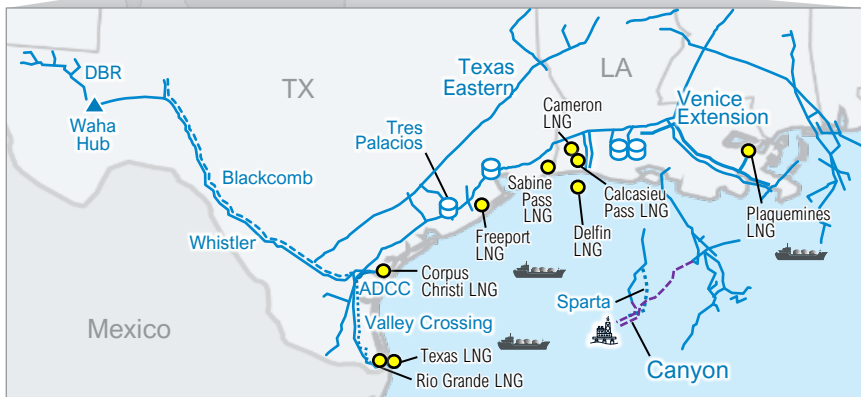 DBR
TX
LA
Waha
Hub
Texas
Eastern
Cameron
LNG
Venice
Extension
Tres
Palacios
Blackcomb
Sabine
Pass
LNG
Calcasieu
Pass LNG
Plaquemines
LNG
Whistler
Freeport
LNG
Delfin
LNG
Corpus
Christi LNG
ADCC
Sparta
Mexico
Valley Crossing
Texas LNG
Rio Grande LNG
Canyon